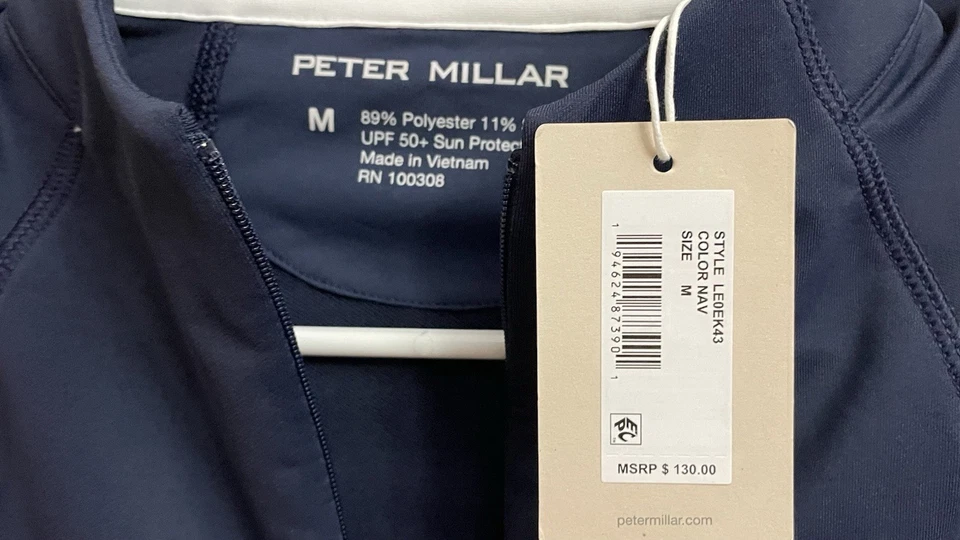 PETER MILLAR
M
89% Polyester 11%
UPF 50+ Sun
Made in Vietnam
RN 100308
STYLE LE0EK43
COLOR NAV
SIZE M
1 94624 87390 1
EPC
MSRP $ 130.00
petermillar.com